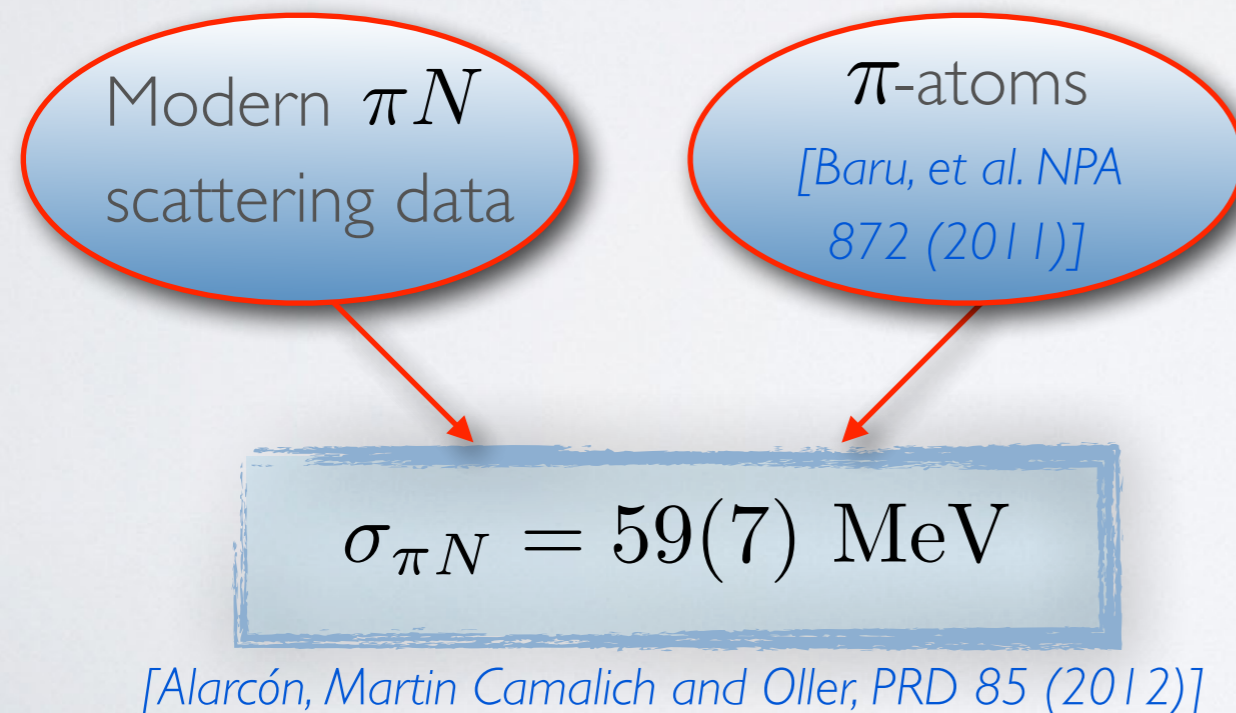 Modern πN
scattering data
π-atoms
[Baru, et al. NPA
872 (2011)]
σπN = 59(7) MeV
[Alarcón, Martin Camalich and Oller, PRD 85 (2012)]